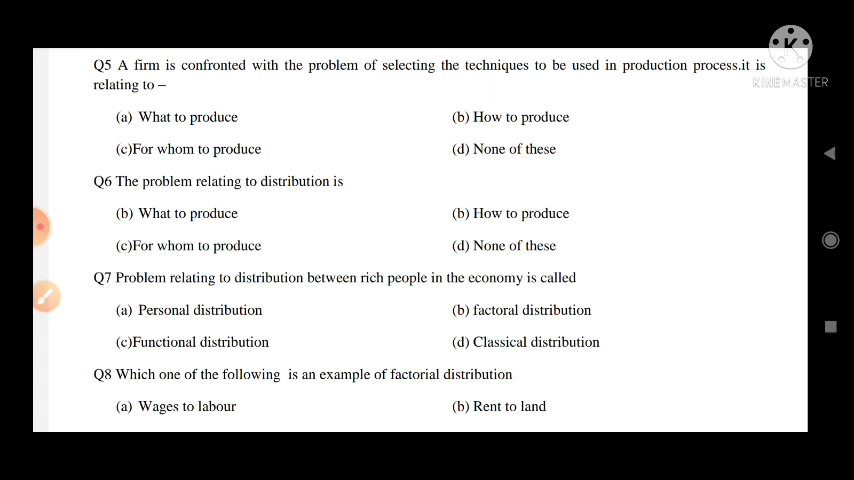 Q5 A firm is confronted with the problem of selecting the techniques to be used in production process.it is
relating to –
(a) What to produce (b) How to produce
(c)For whom to produce (d) None of these
Q6 The problem relating to distribution is
(b) What to produce (b) How to produce
(c)For whom to produce (d) None of these
Q7 Problem relating to distribution between rich people in the economy is called
(a) Personal distribution (b) factoral distribution
(c)Functional distribution (d) Classical distribution
Q8 Which one of the following is an example of factorial distribution
(a) Wages to labour (b) Rent to land
K
KINEMASTER